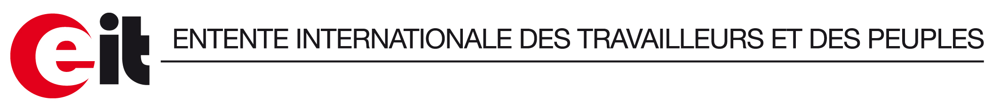 eit
ENTENTE INTERNATIONALE DES TRAVAILLEURS ET DES PEUPLES